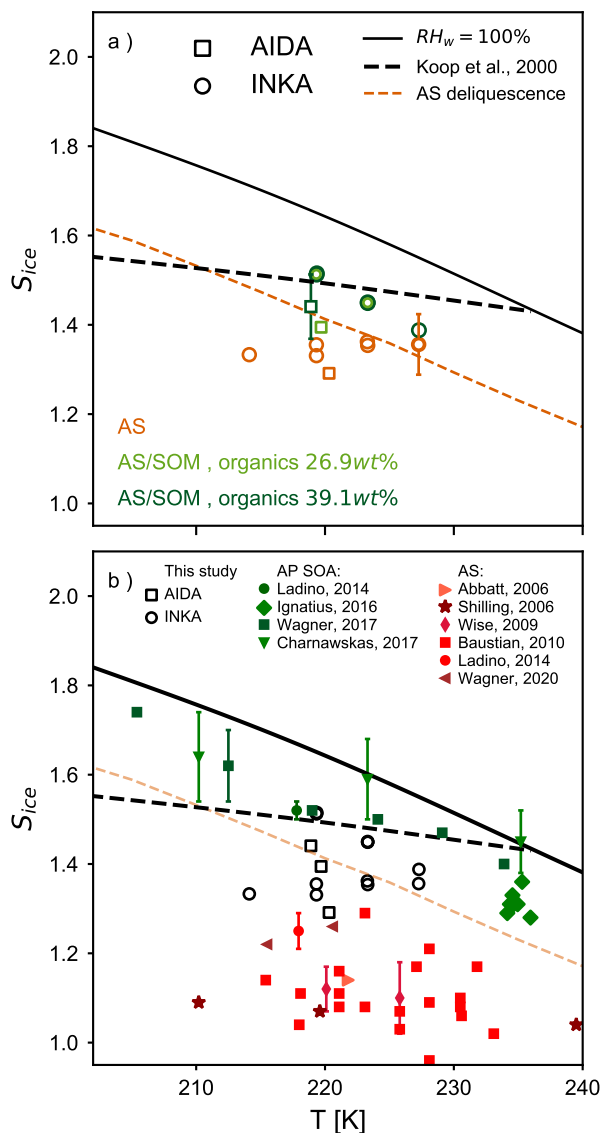 a )
AIDA
INKA
RHw = 100%
Koop et al., 2000
AS deliquescence
2.0
1.8
1.6
1.4
1.2
1.0
Sice
AS
AS/SOM , organics 26.9wt%
AS/SOM , organics 39.1wt%
b )
This study
AIDA
INKA
AP SOA:
Ladino, 2014
Ignatius, 2016
Wagner, 2017
Charnawskas, 2017
AS:
Abbatt, 2006
Shilling, 2006
Wise, 2009
Baustian, 2010
Ladino, 2014
Wagner, 2020
2.0
1.8
1.6
1.4
1.2
1.0
Sice
210
220
230
240
T [K]